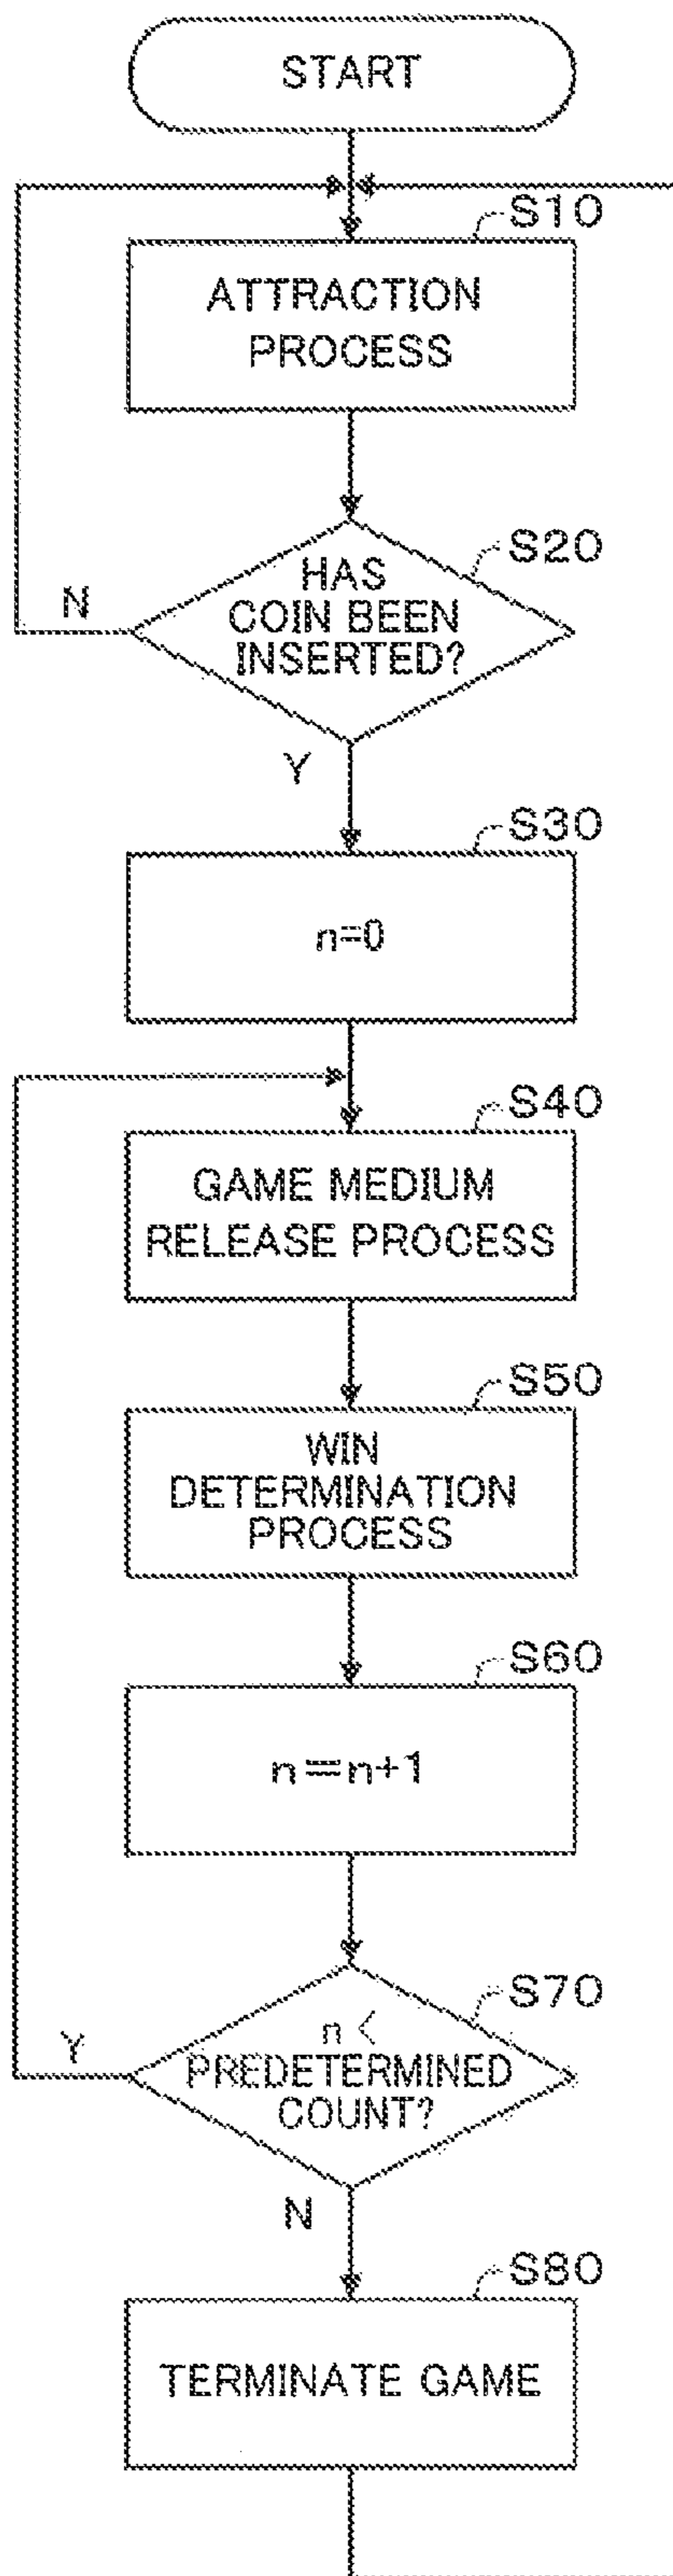 START
S10
ATTRACTION
PROCESS
S20
HAS
COIN BEEN
INSERTED?
N
Y
S30
n=0
S40
GAME MEDIUM
RELEASE PROCESS
S50
WIN
DETERMINATION
PROCESS
S60
n=n+1
S70
n <
PREDETERMINED
COUNT?
Y
N
S80
TERMINATE GAME